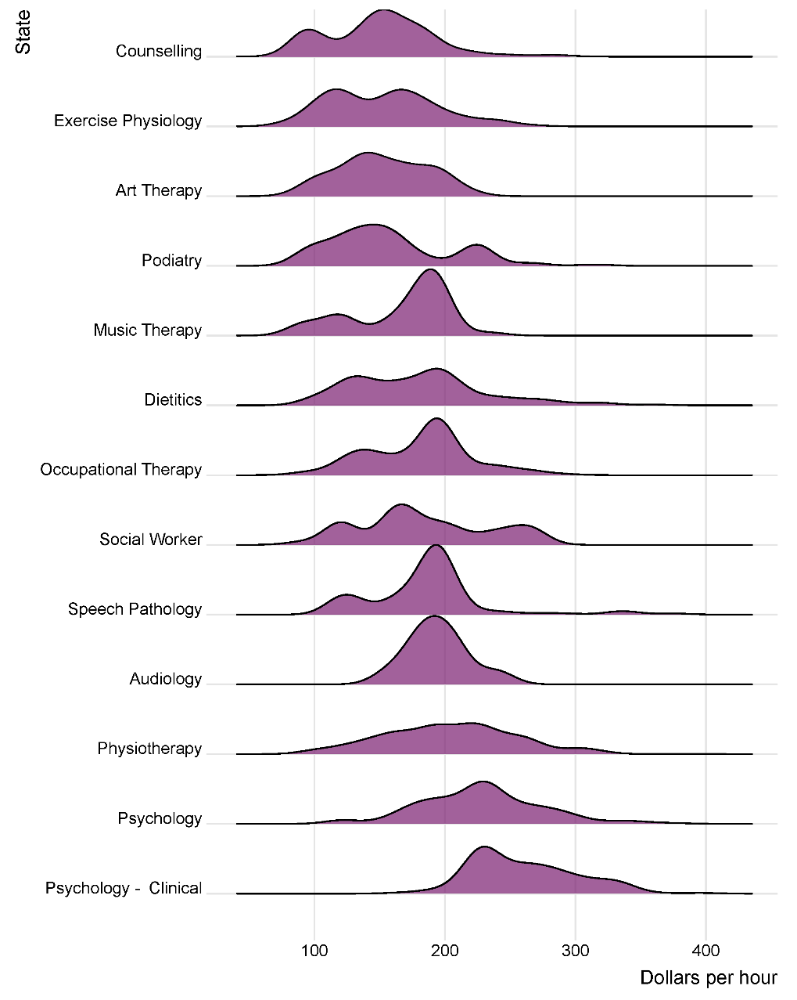 State
Counselling
Exercise Physiology
Art Therapy
Podiatry
Music Therapy
Dietitics
Occupational Therapy
Social Worker
Speech Pathology
Audiology
Physiotherapy
Psychology
Psychology - Clinical
100 200 300 400
Dollars per hour